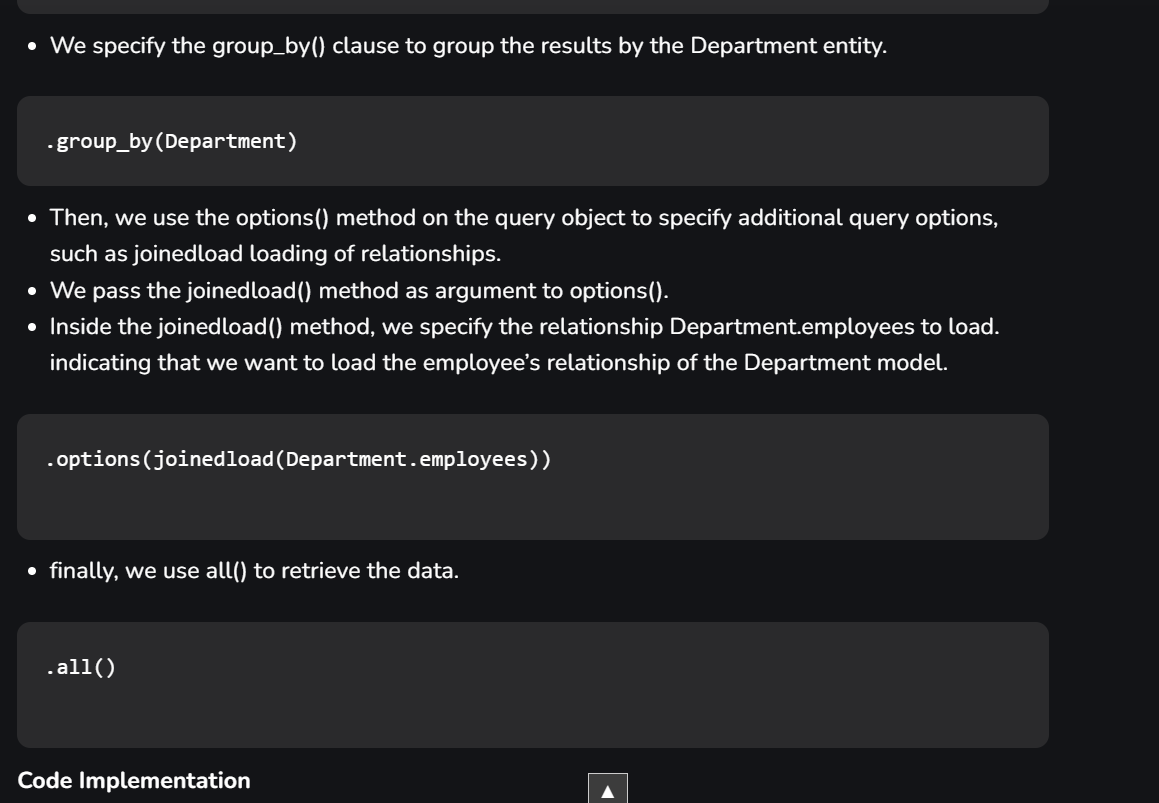 • We specify the group_by() clause to group the results by the Department entity.
.group_by(Department)
• Then, we use the options() method on the query object to specify additional query options,
such as joinedload loading of relationships.
• We pass the joinedload() method as argument to options().
• Inside the joinedload() method, we specify the relationship Department.employees to load.
indicating that we want to load the employee’s relationship of the Department model.
.options(joinedload(Department.employees))
• finally, we use all() to retrieve the data.
.all()
Code Implementation